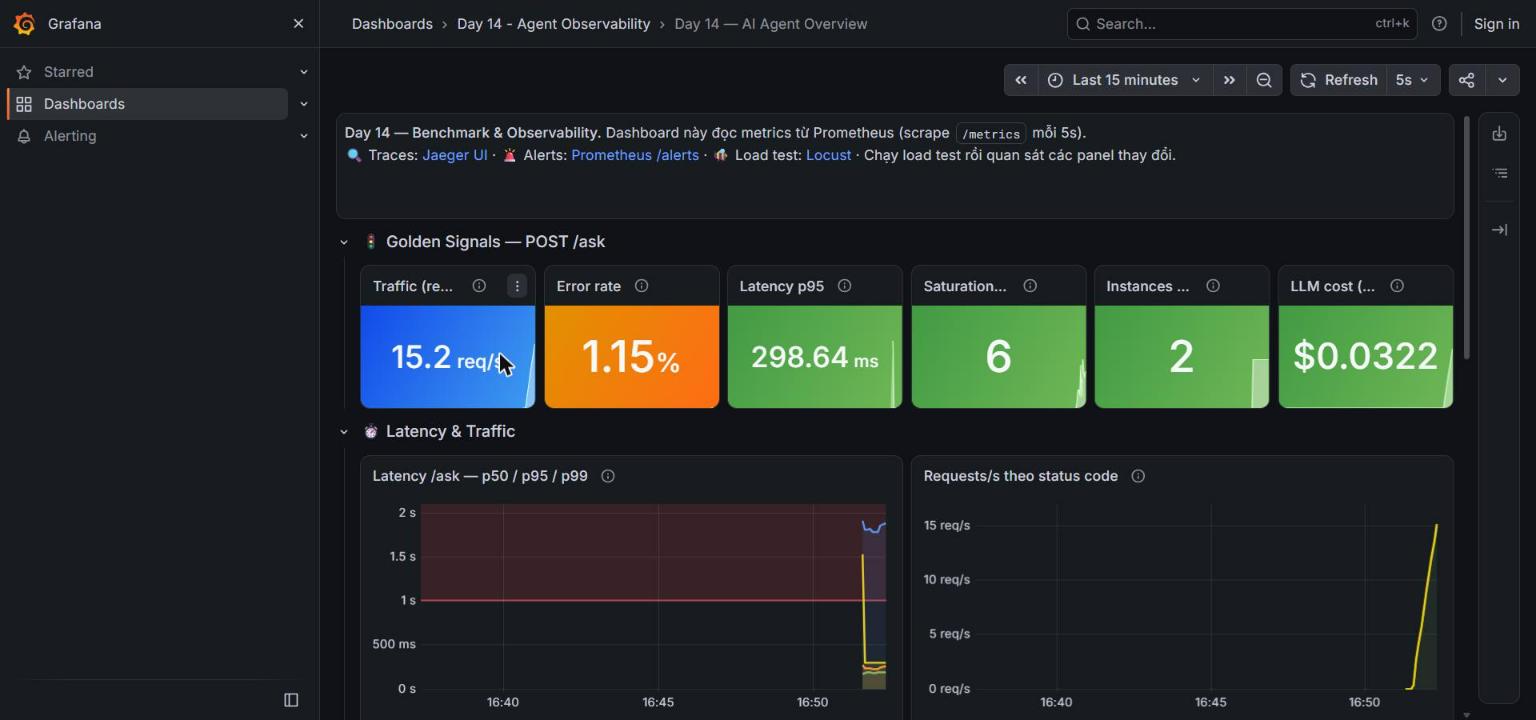 Grafana
Dashboards › Day 14 - Agent Observability › Day 14 — AI Agent Overview
Search...
ctrl+k
Sign in
Starred
Dashboards
Alerting
Last 15 minutes
Refresh
5s
Day 14 — Benchmark & Observability. Dashboard này đọc metrics từ Prometheus (scrape /metrics mỗi 5s).
Traces: Jaeger UI · Alerts: Prometheus /alerts · Load test: Locust · Chạy load test rồi quan sát các panel thay đổi.
Golden Signals — POST /ask
Traffic (re...
Error rate
Latency p95
Saturation...
Instances ...
LLM cost (...
15.2 req/s
1.15%
298.64 ms
6
2
$0.0322
Latency & Traffic
Latency /ask — p50 / p95 / p99
2 s
1.5 s
1 s
500 ms
0 s
16:40
16:45
16:50
Requests/s theo status code
15 req/s
10 req/s
5 req/s
0 req/s
16:40
16:45
16:50